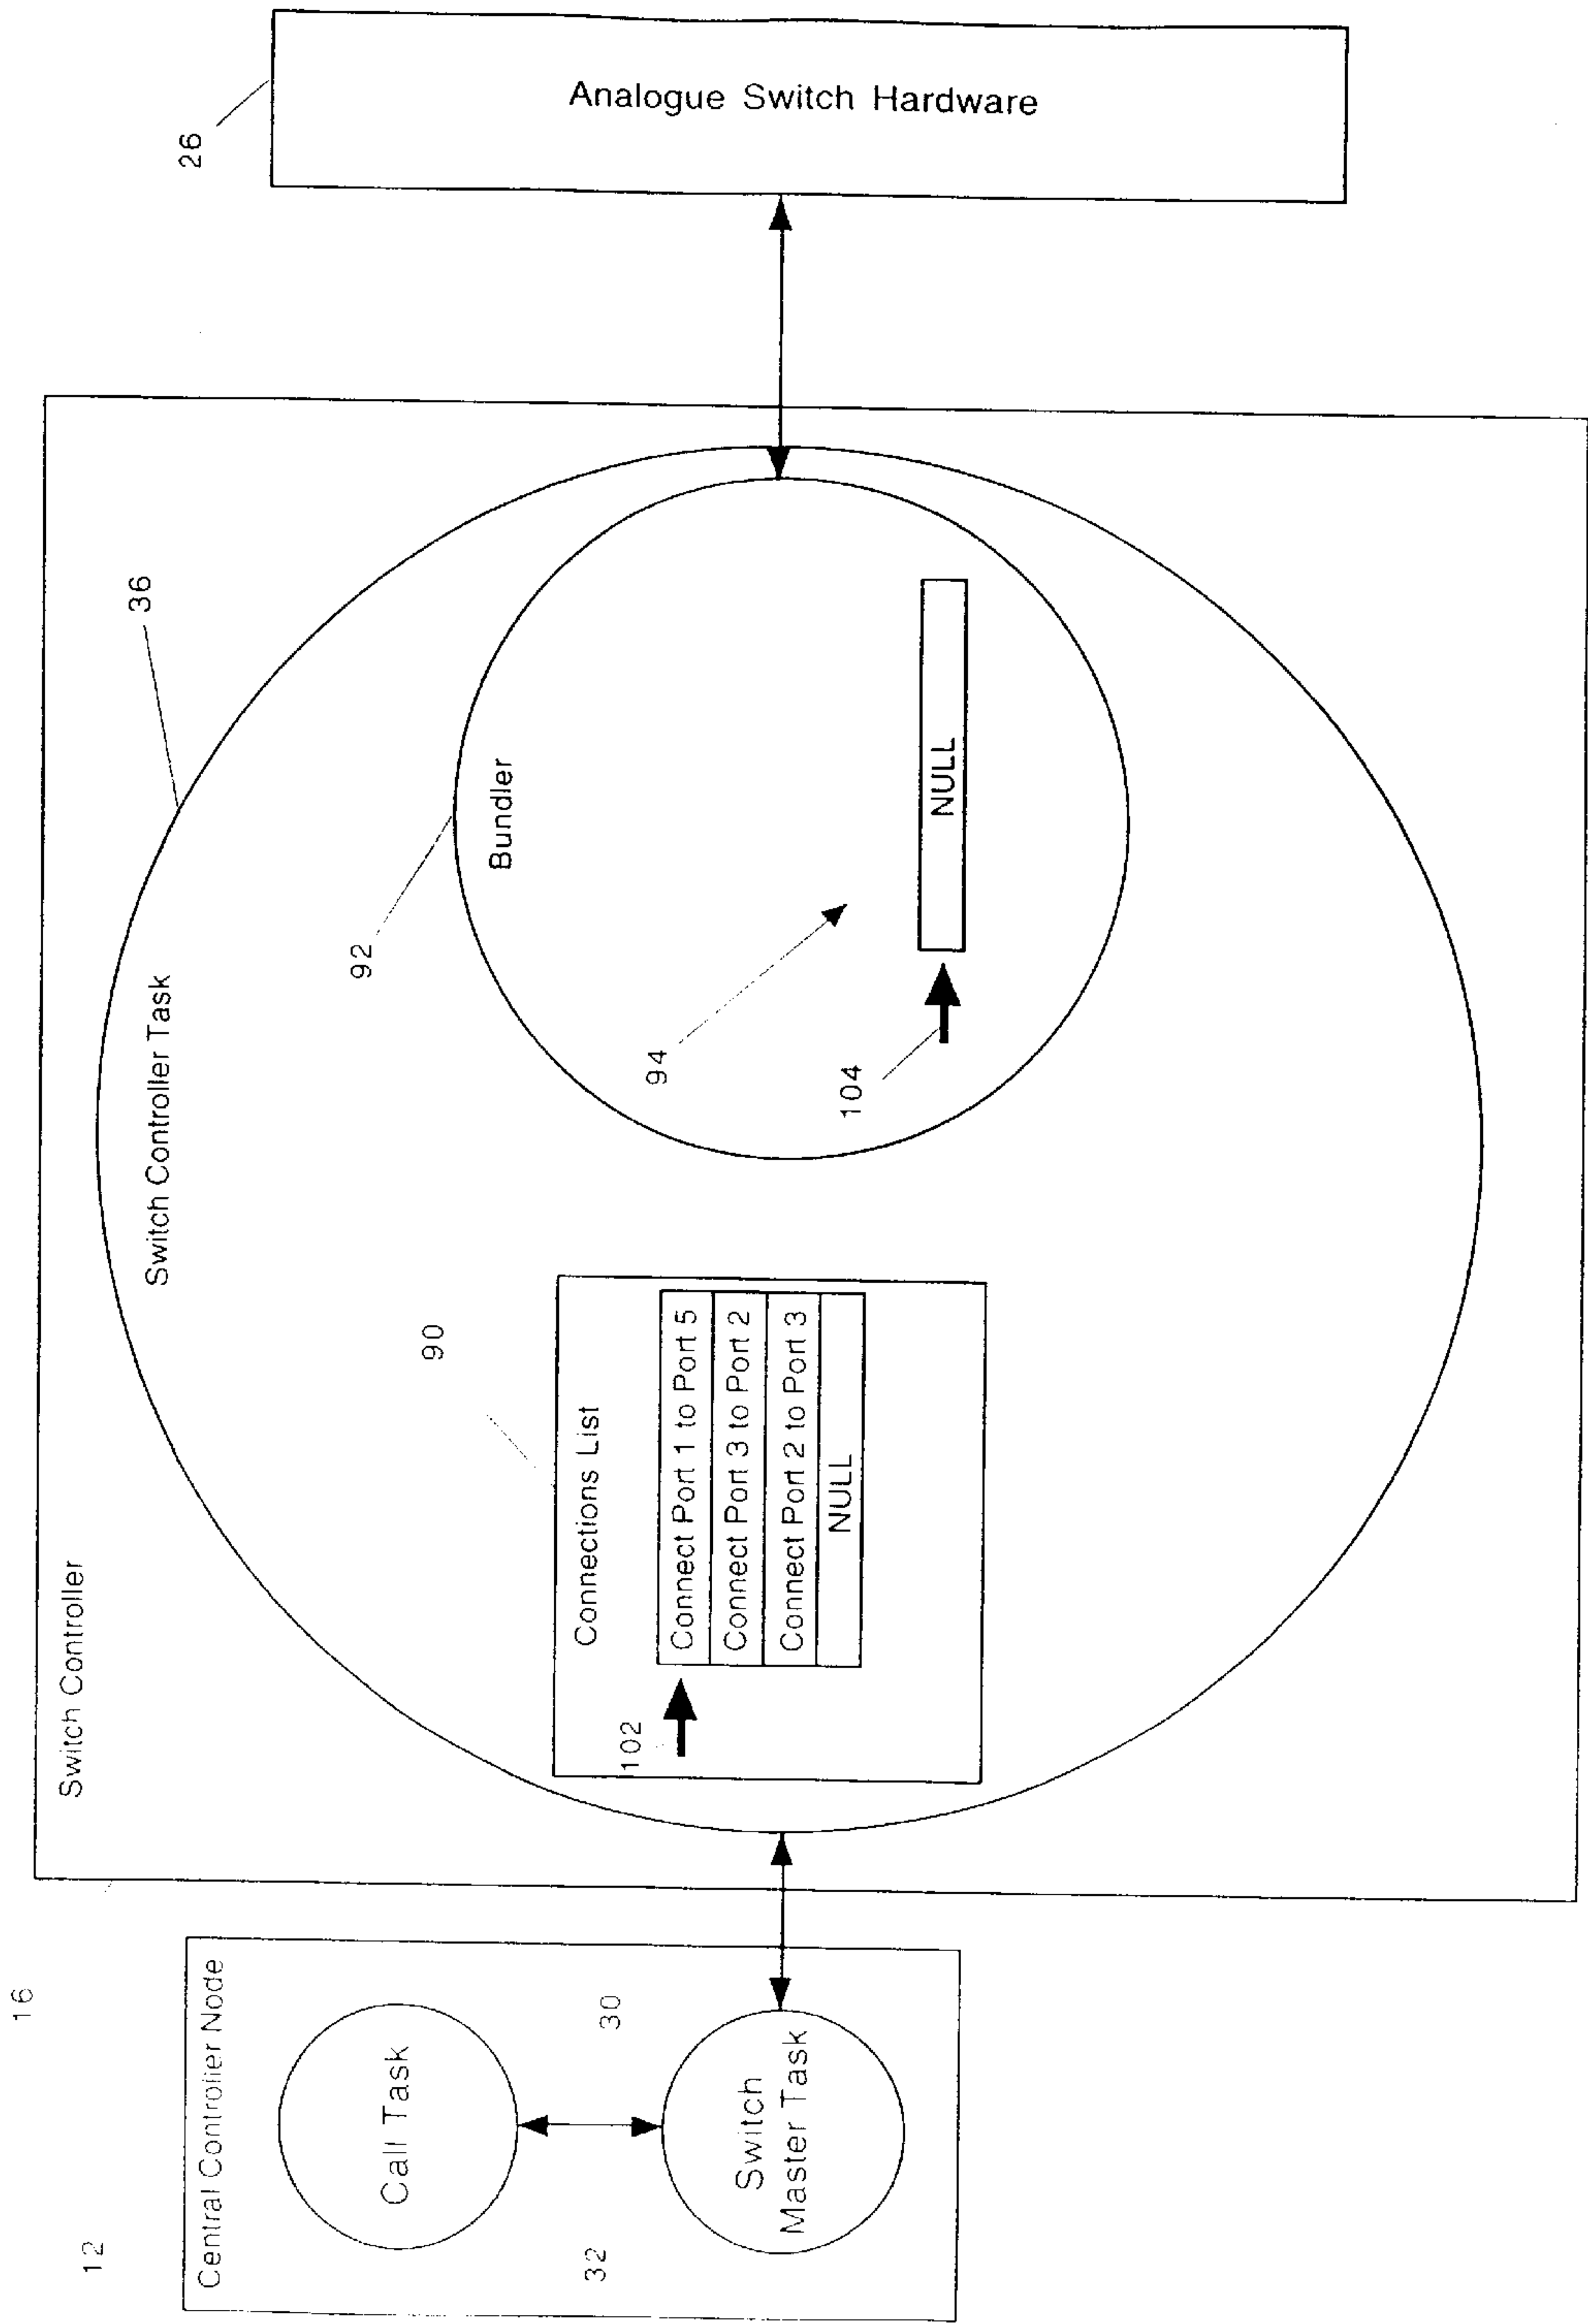 12
16
Central Controller Node
Call Task
30
32
Switch
Master Task
Switch Controller
Switch Controller Task
36
90
Connections List
102
Connect Port 1 to Port 5
Connect Port 3 to Port 2
Connect Port 2 to Port 3
NULL
92
Bundler
94
104
NULL
26
Analogue Switch Hardware